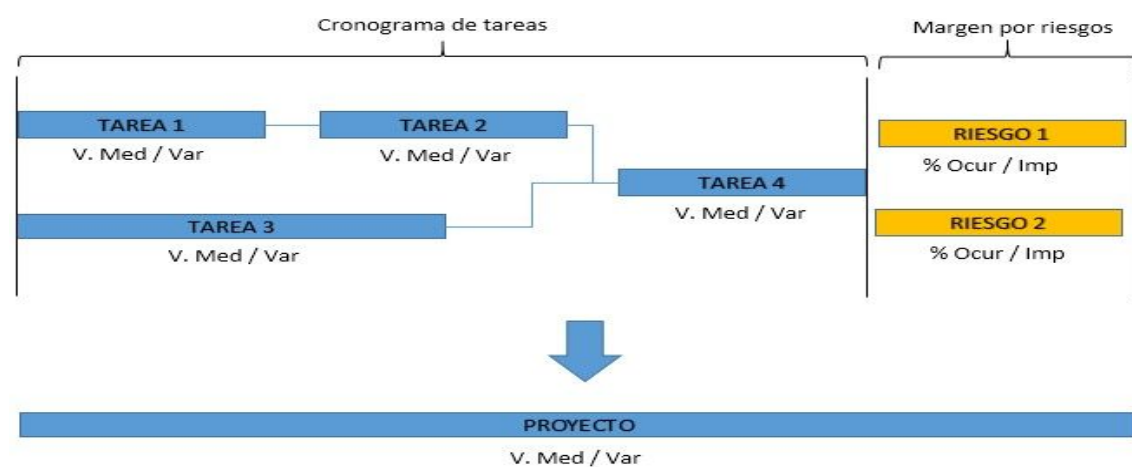 Cronograma de tareas
Margen por riesgos
TAREA 1
TAREA 2
V. Med / Var
V. Med / Var
RIESGO 1
% Ocur / Imp
TAREA 4
V. Med / Var
TAREA 3
V. Med / Var
RIESGO 2
% Ocur / Imp
PROYECTO
V. Med / Var